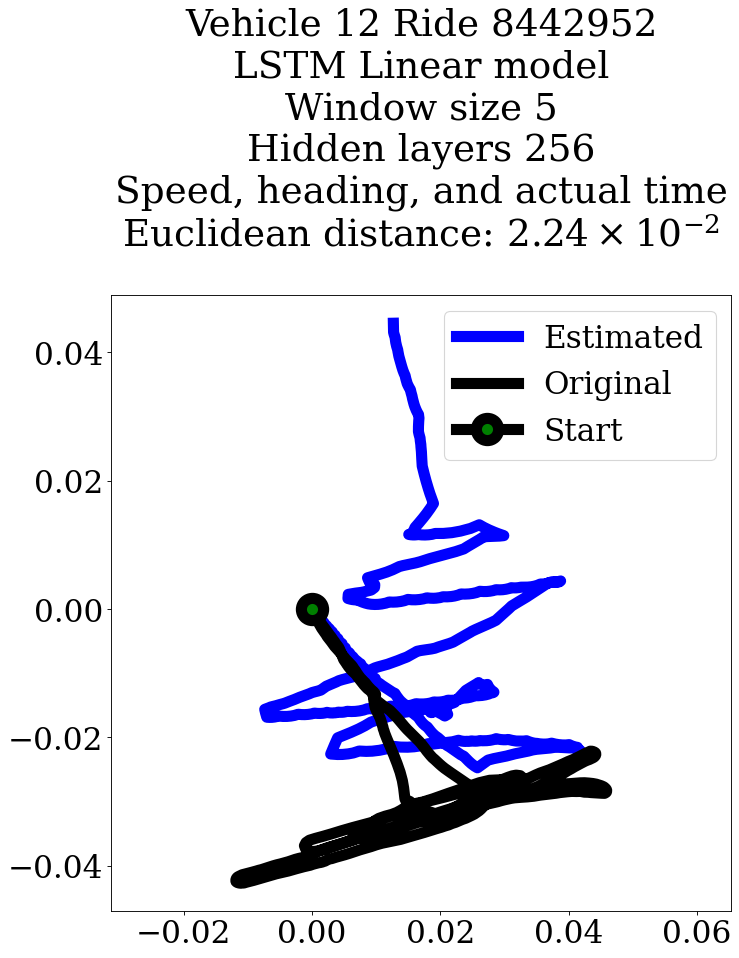 Vehicle 12 Ride 8442952
LSTM Linear model
Window size 5
Hidden layers 256
Speed, heading, and actual time
Euclidean distance: 2.24 × 10⁻²
Estimated
Original
Start
0.04
0.02
0.00
−0.02
−0.04
−0.02 0.00 0.02 0.04 0.06